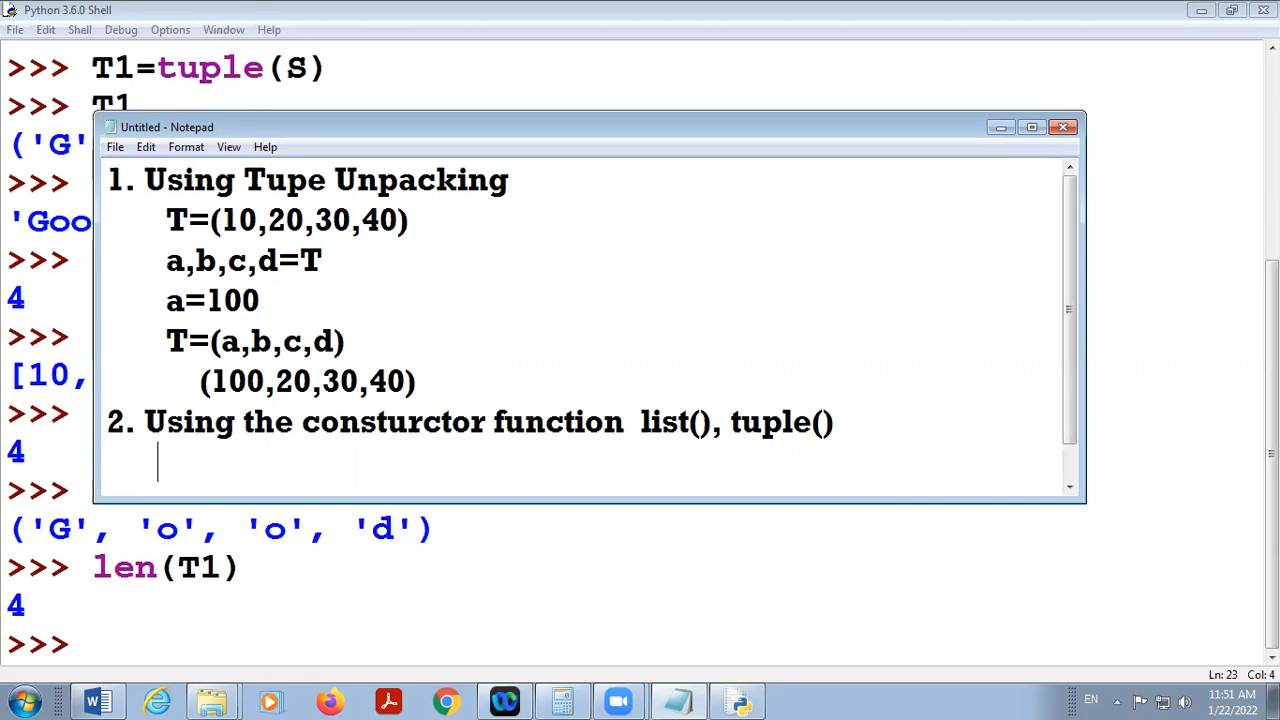 Python 3.6.0 Shell
File Edit Shell Debug Options Window Help
>>> T1=tuple(S)
>>> T1
('G'
>>>
'Goo
>>>
4
>>>
[10,
>>>
4
>>>
('G', 'o', 'o', 'd')
>>> len(T1)
4
>>>
Untitled - Notepad
File Edit Format View Help
1. Using Tupe Unpacking
T=(10,20,30,40)
a,b,c,d=T
a=100
T=(a,b,c,d)
(100,20,30,40)
2. Using the consturctor function list(), tuple()
Ln: 23 Col: 4
EN
11:51 AM
1/22/2022